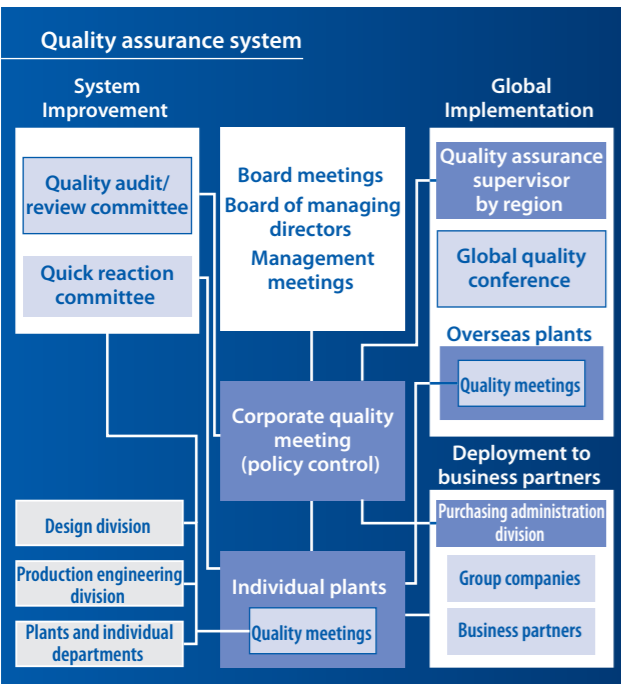 Quality assurance system
System
Improvement
Quality audit/
review committee
Quick reaction
committee
Design division
Production engineering
division
Plants and individual
departments
Board meetings
Board of managing
directors
Management
meetings
Corporate quality
meeting
(policy control)
Individual plants
Quality meetings
Global
Implementation
Quality assurance
supervisor
by region
Global quality
conference
Overseas plants
Quality meetings
Deployment to
business partners
Purchasing administration
division
Group companies
Business partners